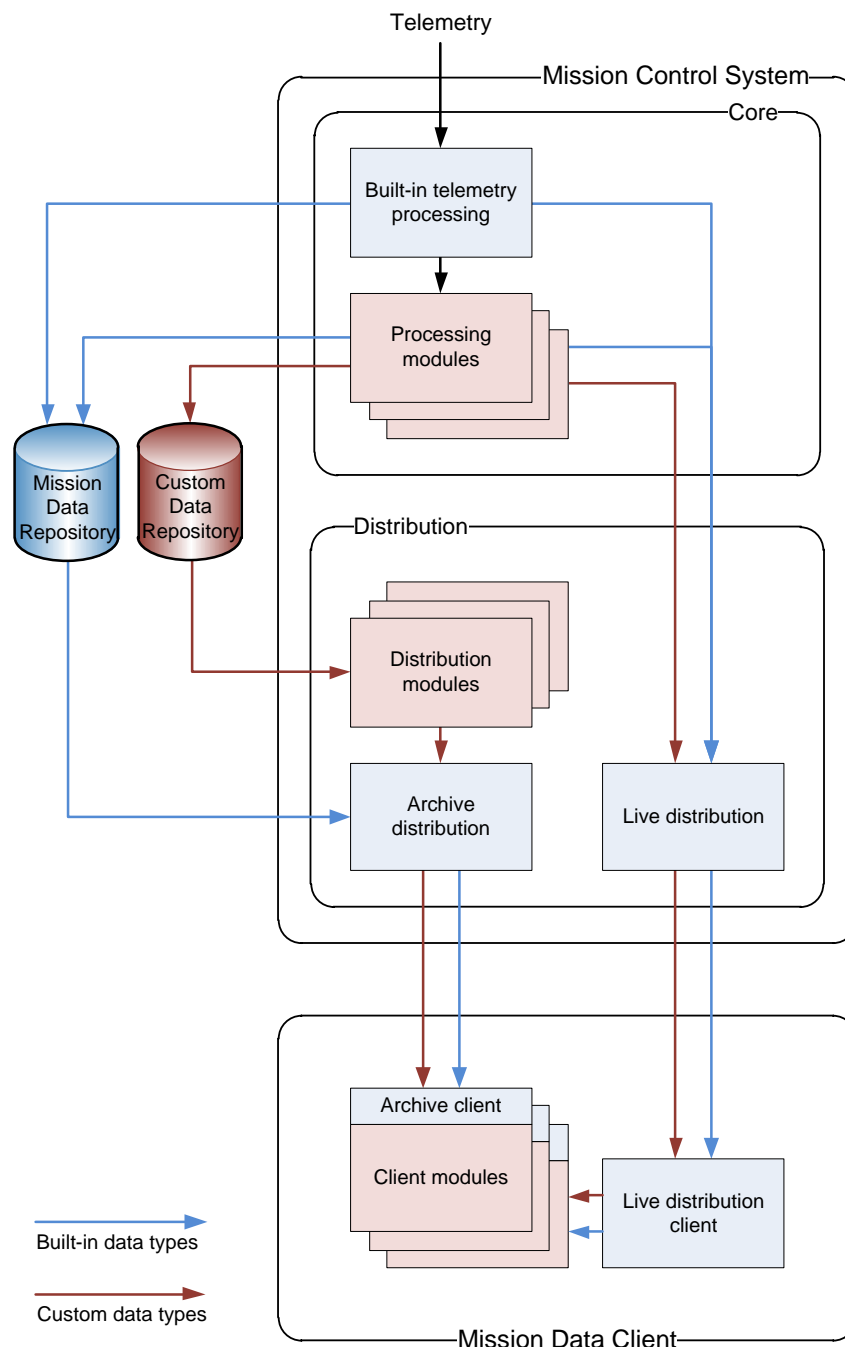 Telemetry
Mission Control System
Core
Built-in telemetry
processing
Processing
modules
Mission
Data
Repository
Custom
Data
Repository
Distribution
Distribution
modules
Archive
distribution
Live distribution
Archive client
Client modules
Live distribution
client
Built-in data types
Custom data types
Mission Data Client